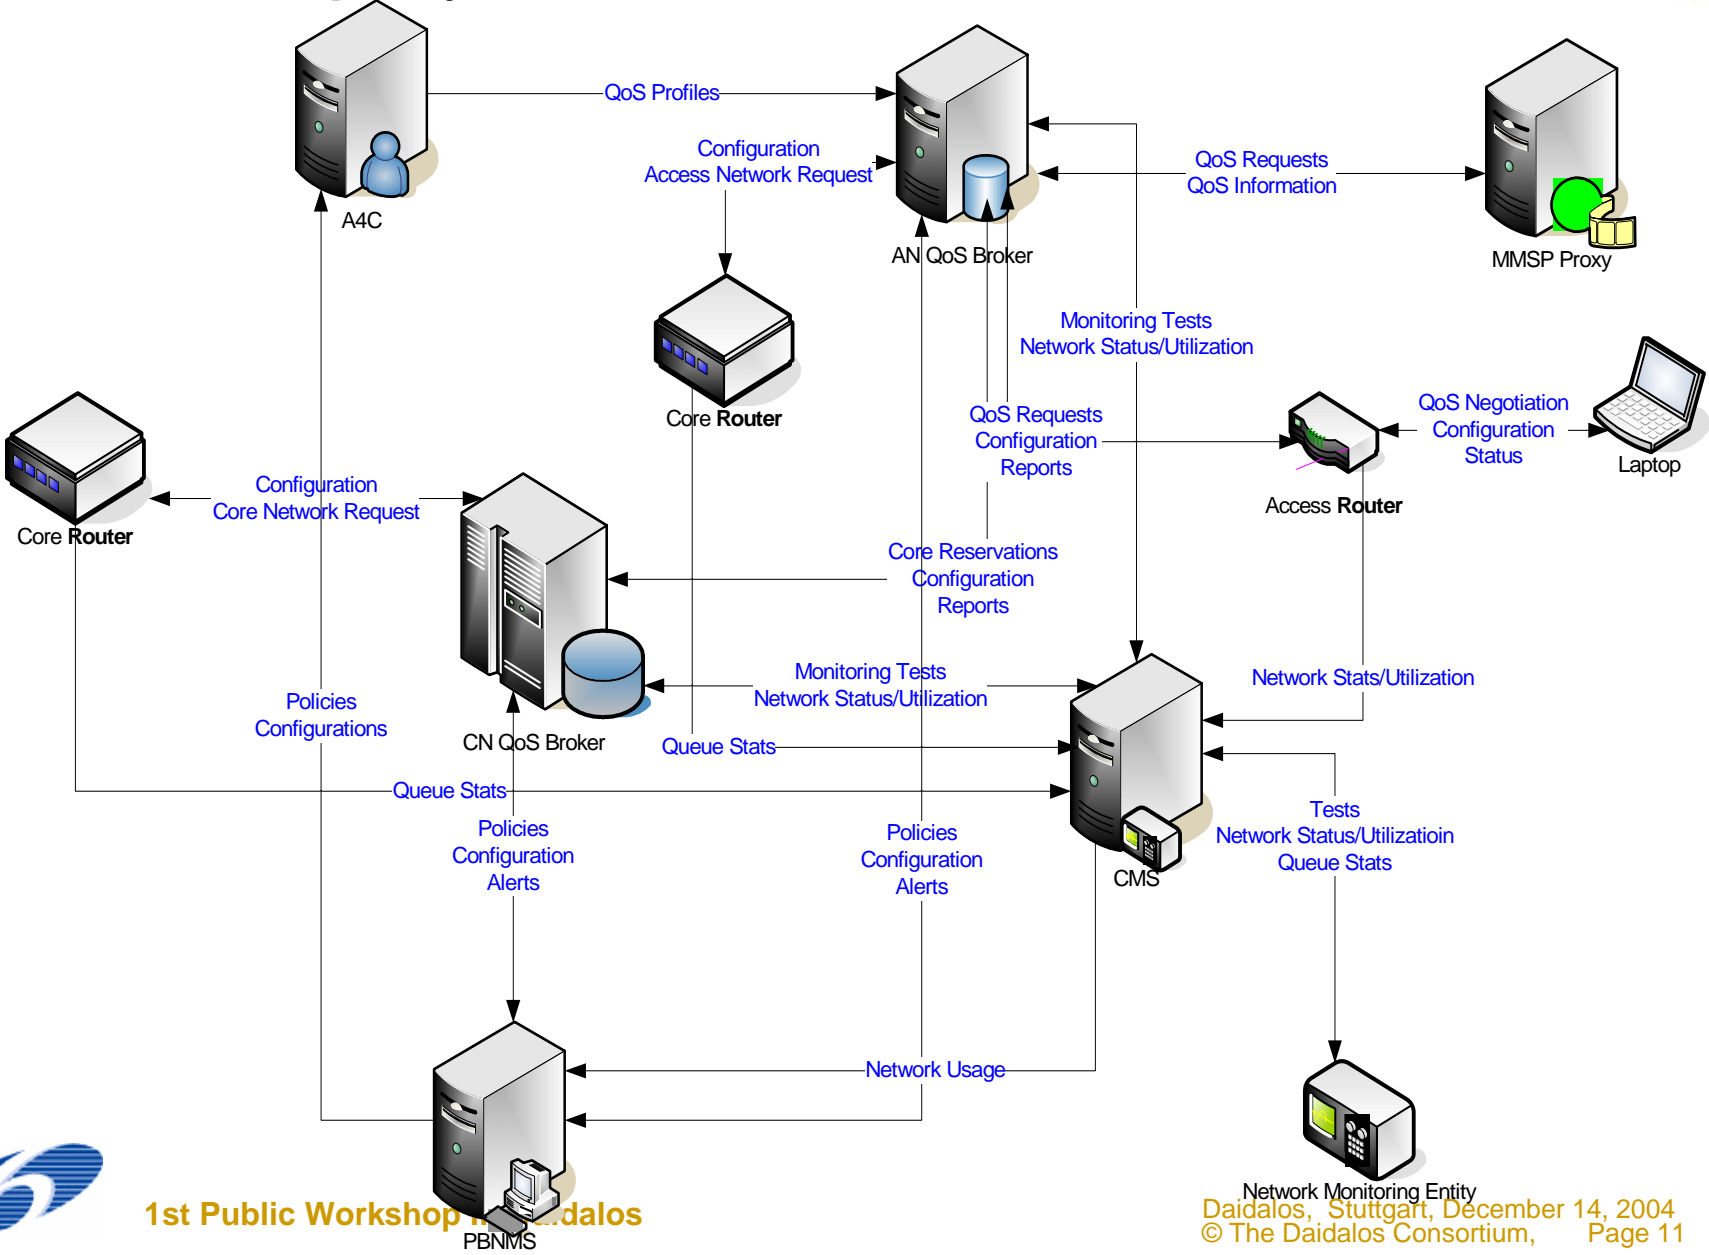 QoS Profiles
Configuration
Access Network Request
QoS Requests
QoS Information
A4C
AN QoS Broker
MMSP Proxy
Monitoring Tests
Network Status/Utilization
Core Router
QoS Requests
Configuration
Reports
QoS Negotiation
Configuration
Status
Laptop
Access Router
Configuration
Core Network Request
Core Router
Core Reservations
Configuration
Reports
Monitoring Tests
Network Status/Utilization
Network Stats/Utilization
Policies
Configurations
CN QoS Broker
Queue Stats
Queue Stats
Policies
Configuration
Alerts
Policies
Configuration
Alerts
Tests
Network Status/Utilizatioin
Queue Stats
CMS
Network Usage
Network Monitoring Entity
PBNMS
1st Public Workshop
Daidalos, Stuttgart, December 14, 2004
© The Daidalos Consortium, Page 11